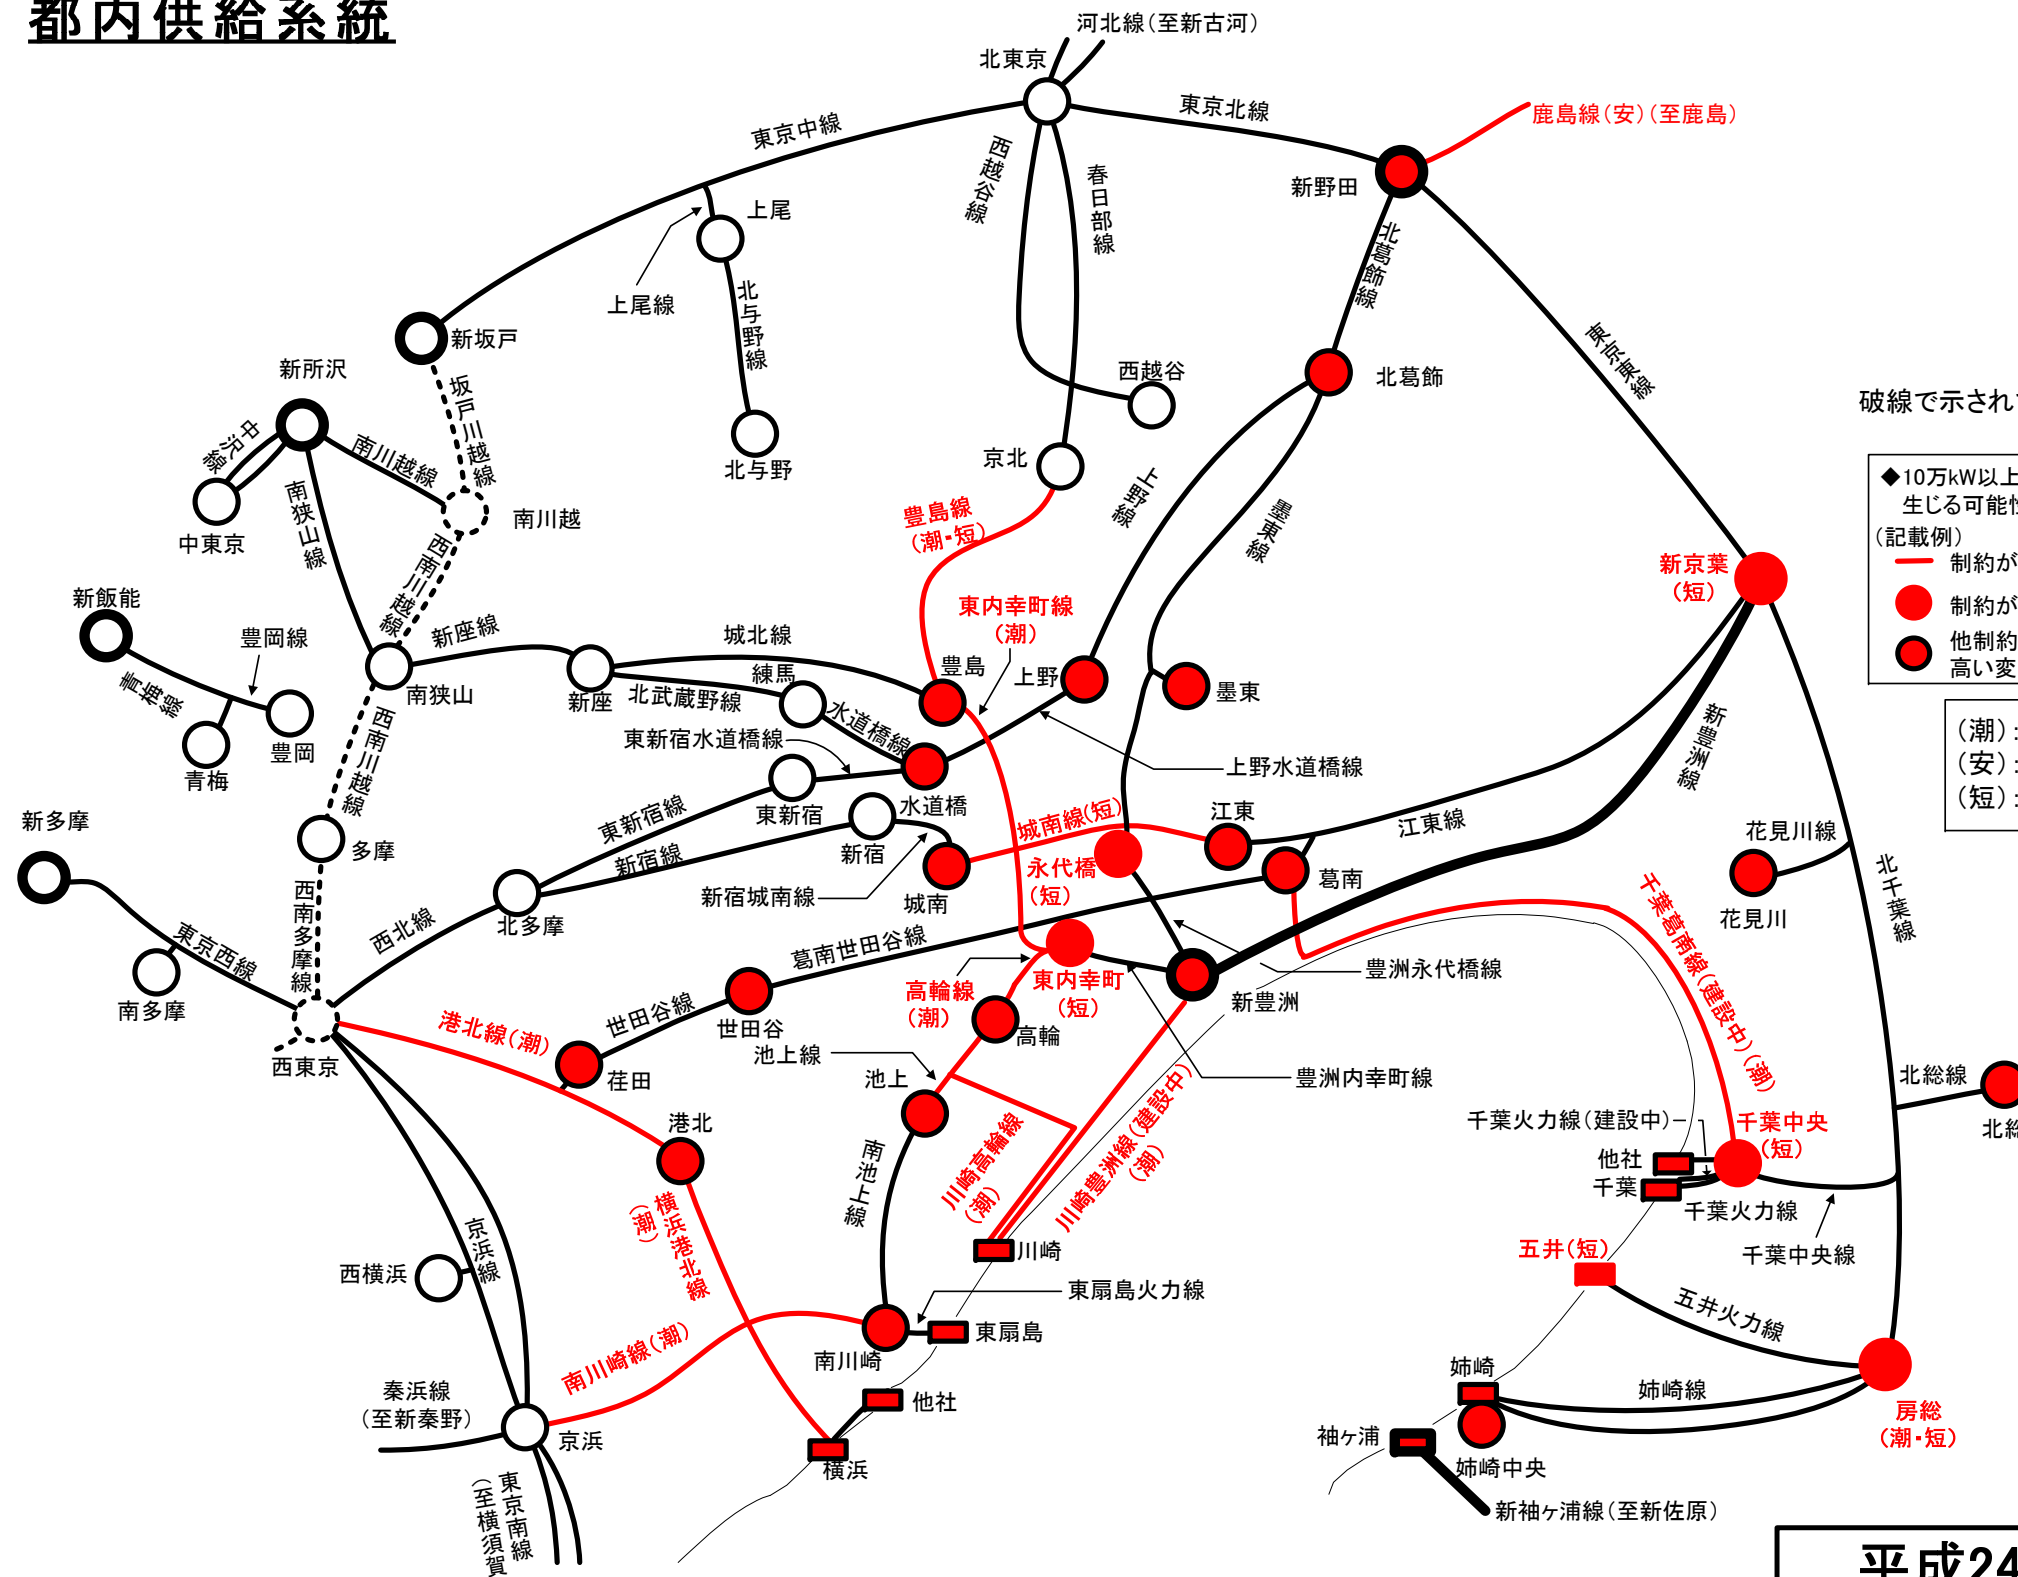 都内供給系統
河北線(至新古河)
北東京
東京中線
東京北線
鹿島線(安)(至鹿島)
西越谷線
春日部線
新野田
上尾
北葛飾線
上尾線
北与野線
新坂戸
東京東線
新所沢
坂戸川越線
西越谷
北葛飾
破線で示され
中沢線
南川越線
京北
北与野
上野線
◆10万kW以上
生じる可能性
(記載例)
制約が
制約が
他制約
高い変
南狭山線
豊島線
(潮・短)
墨東線
南川越
中東京
西南川越線
新京葉
(短)
新飯能
豊岡線
新座線
城北線
東内幸町線
(潮)
青梅線
練馬
豊島
上野
南狭山
新座
北武蔵野線
墨東
水道橋線
西南川越線
東新宿水道橋線
新豊洲線
(潮):
(安):
(短):
豊岡
青梅
上野水道橋線
新多摩
東新宿線
東新宿
水道橋
城南線(短)
江東
江東線
花見川線
多摩
新宿線
新宿
永代橋
(短)
葛南
北千葉線
西南多摩線
新宿城南線
城南
千葉葛南線(建設中)(潮)
花見川
西北線
北多摩
東京西線
葛南世田谷線
豊洲永代橋線
高輪線
(潮)
東内幸町
(短)
新豊洲
南多摩
港北線(潮)
世田谷線
世田谷
高輪
西東京
池上線
荏田
池上
豊洲内幸町線
北総線
川崎豊洲線(建設中)
(潮)
港北
川崎高輪線
(潮)
千葉火力線(建設中)
千葉中央
(短)
北総
南池上線
他社
千葉
横浜港北線
(潮)
千葉火力線
京浜線
川崎
五井(短)
千葉中央線
西横浜
東扇島火力線
五井火力線
東扇島
南川崎線(潮)
南川崎
姉崎
姉崎線
秦浜線
(至新秦野)
他社
房総
(潮・短)
京浜
袖ヶ浦
横浜
姉崎中央
東京南線
(至横須賀
新袖ヶ浦線(至新佐原)
平成24